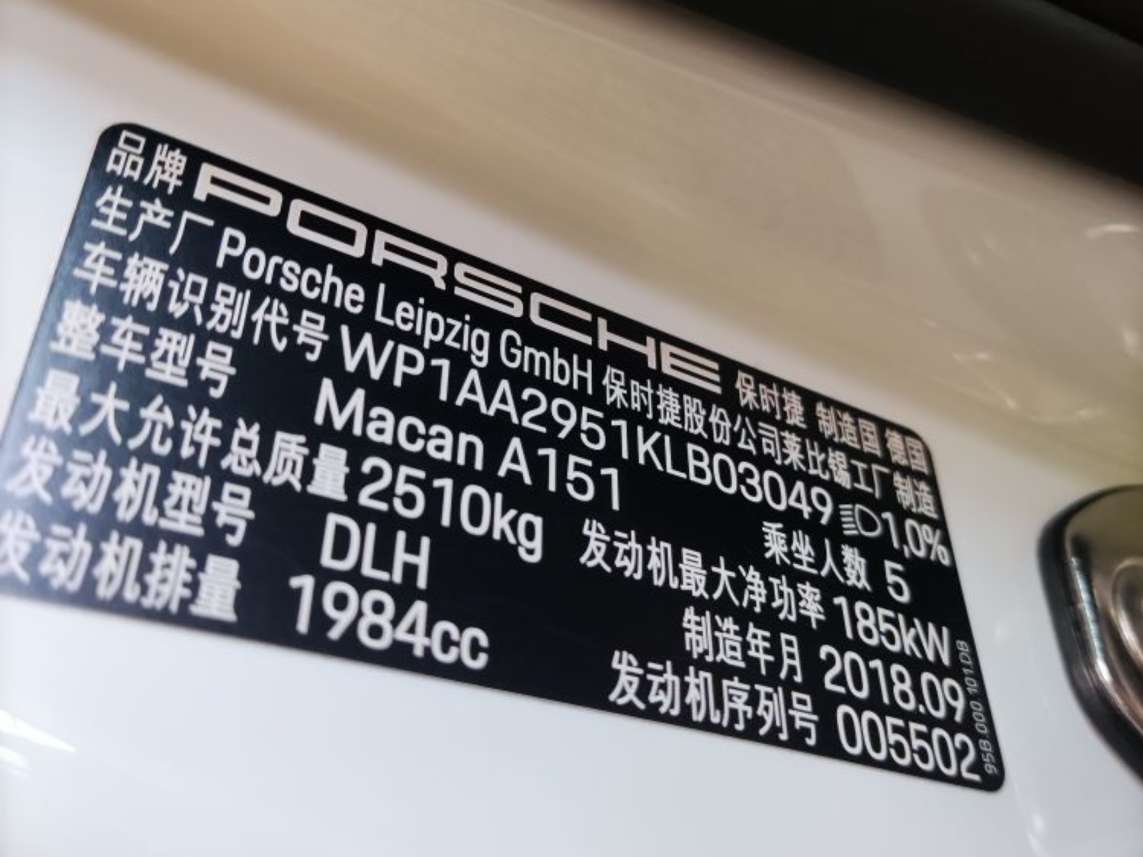 品牌 PORSCHE 保时捷 制造国 德国
生产厂 Porsche Leipzig GmbH 保时捷股份公司莱比锡工厂制造
车辆识别代号 WP1AA2951KLB03049 1,0%
整车型号 Macan A151 乘坐人数 5
最大允许总质量 2510kg 发动机最大净功率 185kW
发动机型号 DLH 制造年月 2018.09
发动机排量 1984cc 发动机序列号 005502
95B.000.101.DB